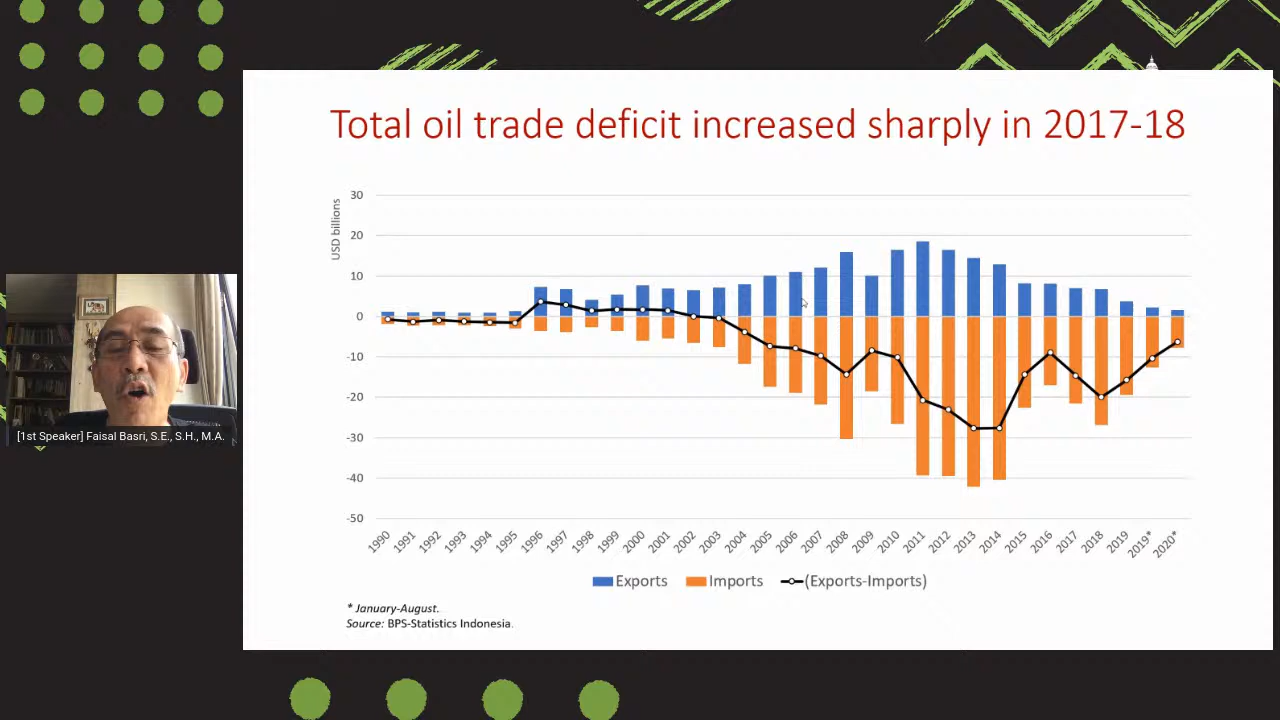 Total oil trade deficit increased sharply in 2017-18
USD billions
30
20
10
0
-10
-20
-30
-40
-50
1990 1991 1992 1993 1994 1995 1996 1997 1998 1999 2000 2001 2002 2003 2004 2005 2006 2007 2008 2009 2010 2011 2012 2013 2014 2015 2016 2017 2018 2019 2019* 2020*
Exports Imports (Exports-Imports)
* January-August.
Source: BPS-Statistics Indonesia.
[1st Speaker] Faisal Basri, S.E., S.H., M.A.